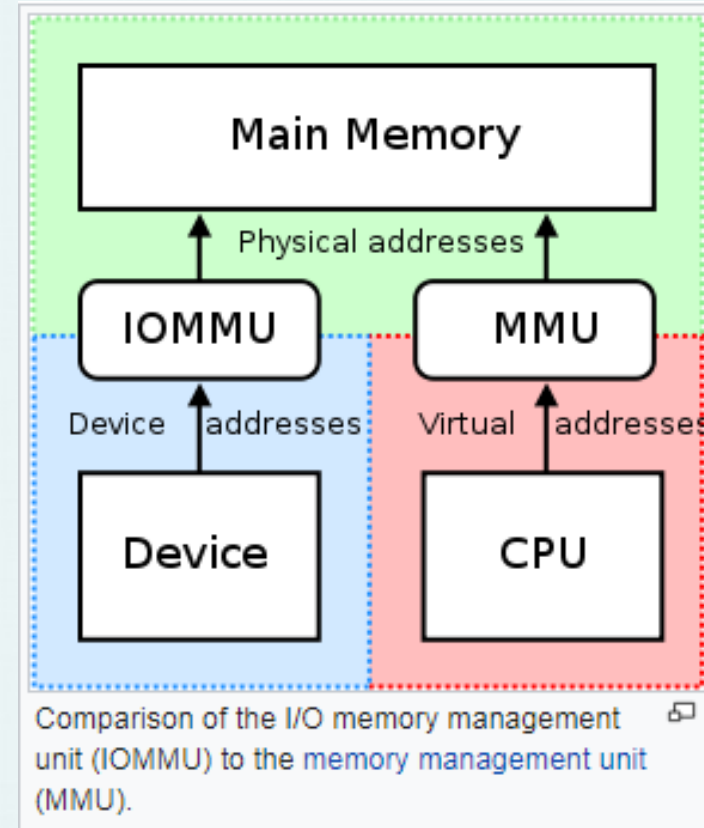 Main Memory
Physical addresses
IOMMU
MMU
Device addresses
Virtual addresses
Device
CPU
Comparison of the I/O memory management
unit (IOMMU) to the memory management unit
(MMU).